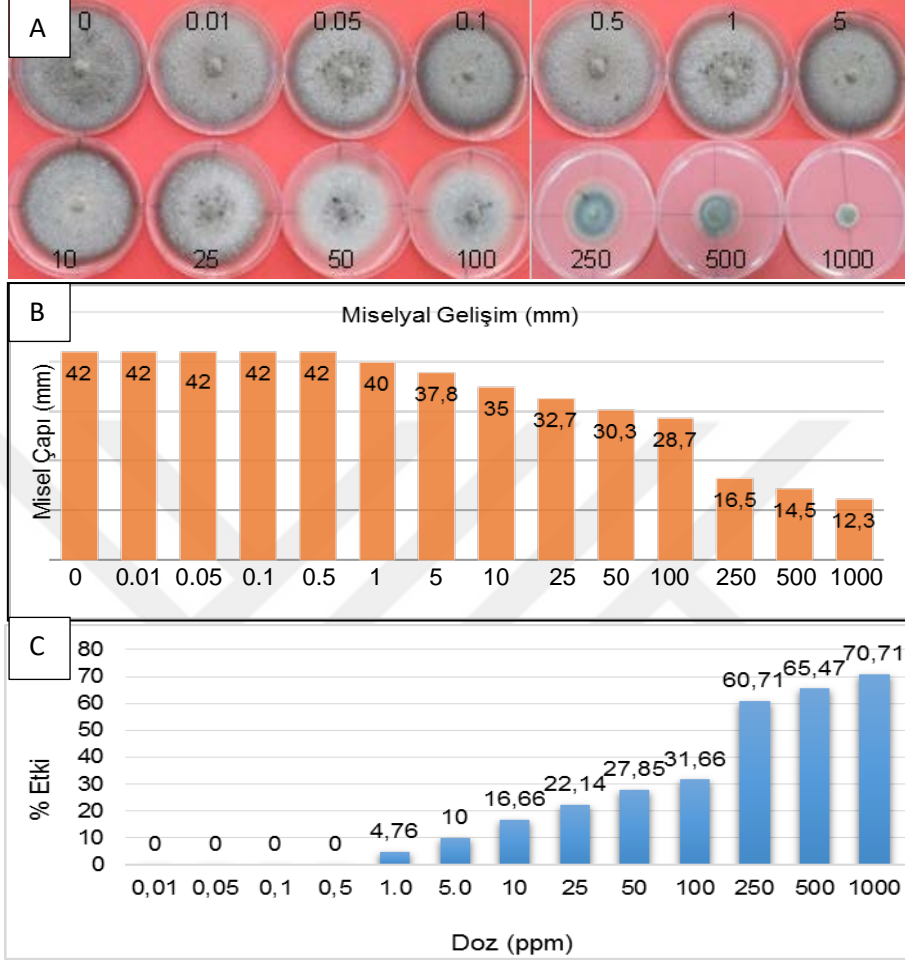 A
0 0.01 0.05 0.1 0.5 1 5
10 25 50 100 250 500 1000
B
Miselyal Gelişim (mm)
Misel Çapı (mm)
42 42 42 42 42 40 37,8 35 32,7 30,3 28,7 16,5 14,5 12,3
0 0.01 0.05 0.1 0.5 1 5 10 25 50 100 250 500 1000
C
% Etki
80
70
60
50
40
30
20
10
0
0 0 0 0 4,76 10 16,66 22,14 27,85 31,66 60,71 65,47 70,71
0,01 0,05 0,1 0,5 1.0 5.0 10 25 50 100 250 500 1000
Doz (ppm)